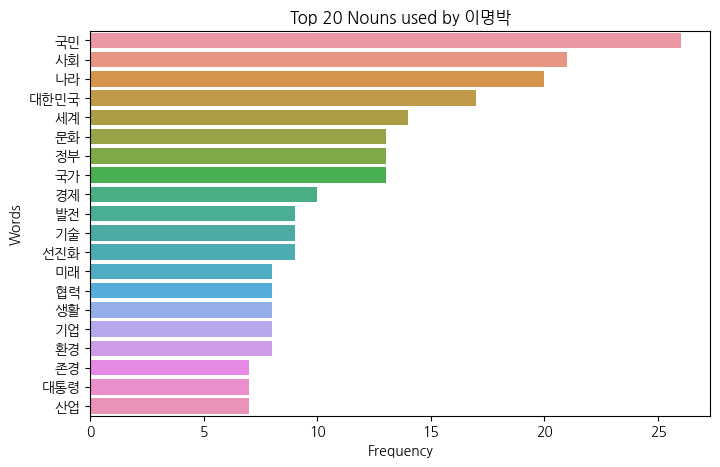 Top 20 Nouns used by 이명박
국민
사회
나라
대한민국
세계
문화
정부
국가
경제
발전
기술
선진화
미래
협력
생활
기업
환경
존경
대통령
산업
Words
0 5 10 15 20 25
Frequency